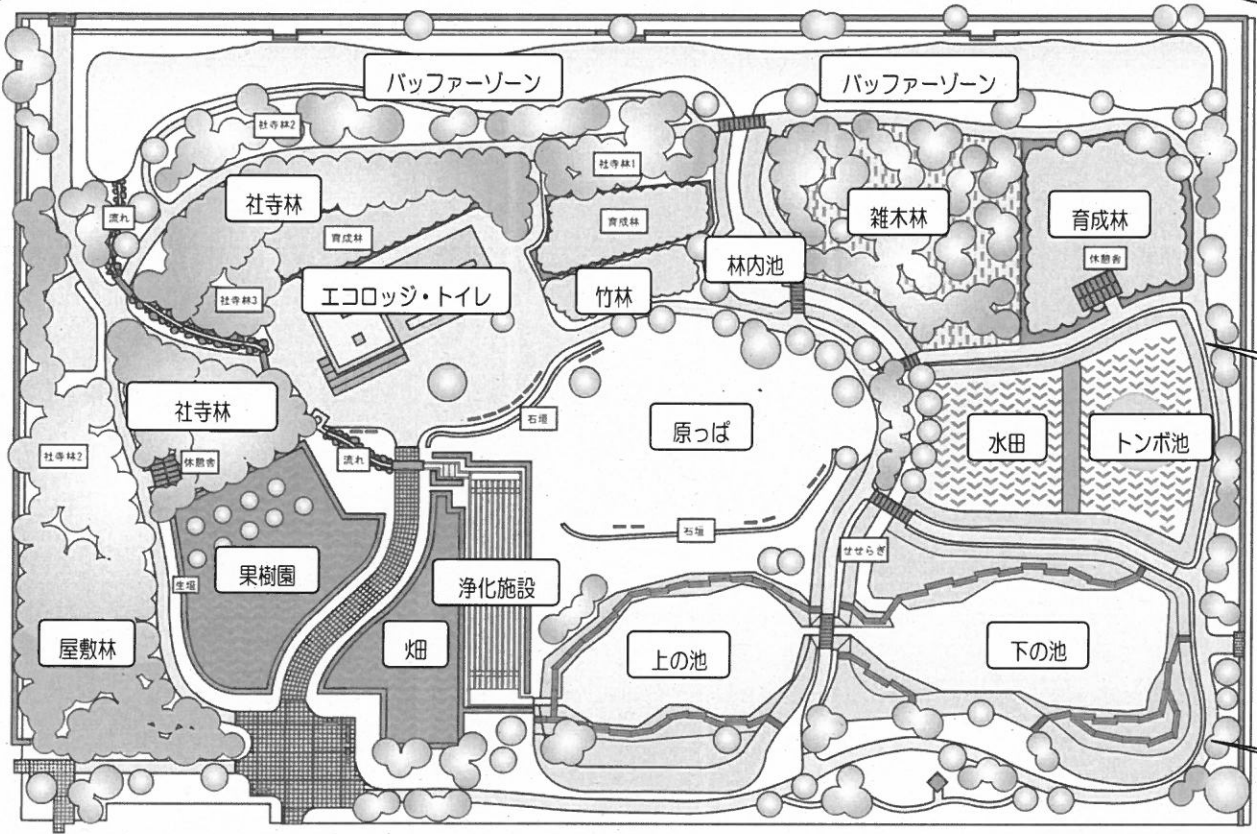 バッファーゾーン
バッファーゾーン
社寺林2
社寺林1
社寺林
流れ
育成林
育成林
雑木林
育成林
休憩舎
林内池
エコロッジ・トイレ
竹林
社寺林3
社寺林
石垣
原っぱ
水田
トンボ池
社寺林2
休憩舎
流れ
石垣
せせらぎ
生垣
果樹園
浄化施設
屋敷林
畑
上の池
下の池